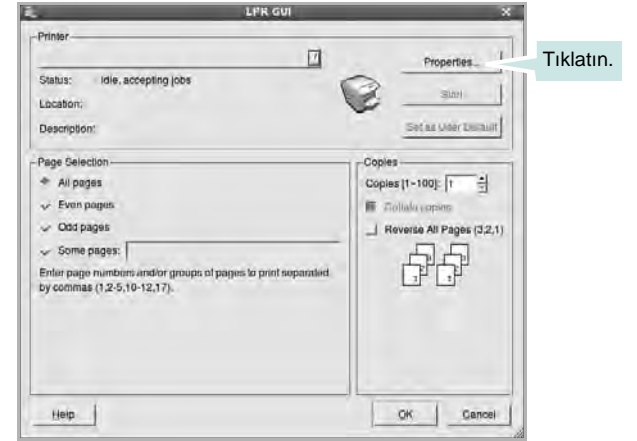 LPR GUI
Printer
Properties...
Tıklatın.
Status: Idle, accepting jobs
Start
Location:
Description:
Set as User Default
Page Selection
Copies
All pages
Copies [1-100]: 1
Even pages
Collate copies
Odd pages
Reverse All Pages (3,2,1)
Some pages:
Enter page numbers and/or groups of pages to print separated
by commas (1,2-5,10-12,17).
Help
OK
Cancel